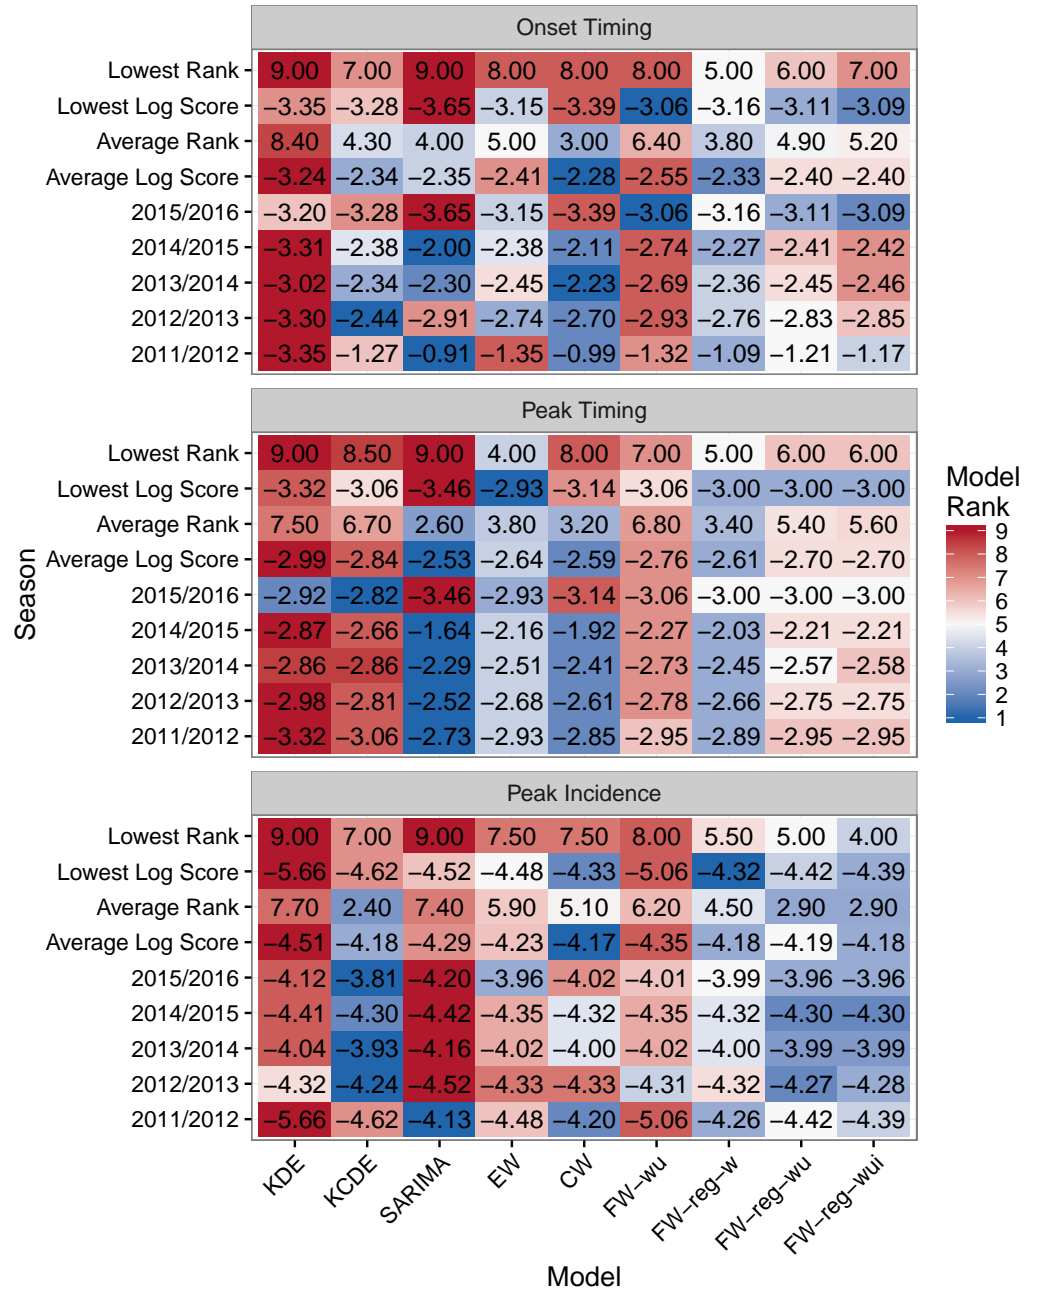 Onset Timing
Lowest Rank 9.00 7.00 9.00 8.00 8.00 8.00 5.00 6.00 7.00
Lowest Log Score −3.35 −3.28 −3.65 −3.15 −3.39 −3.06 −3.16 −3.11 −3.09
Average Rank 8.40 4.30 4.00 5.00 3.00 6.40 3.80 4.90 5.20
Average Log Score −3.24 −2.34 −2.35 −2.41 −2.28 −2.55 −2.33 −2.40 −2.40
2015/2016 −3.20 −3.28 −3.65 −3.15 −3.39 −3.06 −3.16 −3.11 −3.09
2014/2015 −3.31 −2.38 −2.00 −2.38 −2.11 −2.74 −2.27 −2.41 −2.42
2013/2014 −3.02 −2.34 −2.30 −2.45 −2.23 −2.69 −2.36 −2.45 −2.46
2012/2013 −3.30 −2.44 −2.91 −2.74 −2.70 −2.93 −2.76 −2.83 −2.85
2011/2012 −3.35 −1.27 −0.91 −1.35 −0.99 −1.32 −1.09 −1.21 −1.17
Peak Timing
Lowest Rank 9.00 8.50 9.00 4.00 8.00 7.00 5.00 6.00 6.00
Lowest Log Score −3.32 −3.06 −3.46 −2.93 −3.14 −3.06 −3.00 −3.00 −3.00
Average Rank 7.50 6.70 2.60 3.80 3.20 6.80 3.40 5.40 5.60
Average Log Score −2.99 −2.84 −2.53 −2.64 −2.59 −2.76 −2.61 −2.70 −2.70
2015/2016 −2.92 −2.82 −3.46 −2.93 −3.14 −3.06 −3.00 −3.00 −3.00
2014/2015 −2.87 −2.66 −1.64 −2.16 −1.92 −2.27 −2.03 −2.21 −2.21
2013/2014 −2.86 −2.86 −2.29 −2.51 −2.41 −2.73 −2.45 −2.57 −2.58
2012/2013 −2.98 −2.81 −2.52 −2.68 −2.61 −2.78 −2.66 −2.75 −2.75
2011/2012 −3.32 −3.06 −2.73 −2.93 −2.85 −2.95 −2.89 −2.95 −2.95
Peak Incidence
Lowest Rank 9.00 7.00 9.00 7.50 7.50 8.00 5.50 5.00 4.00
Lowest Log Score −5.66 −4.62 −4.52 −4.48 −4.33 −5.06 −4.32 −4.42 −4.39
Average Rank 7.70 2.40 7.40 5.90 5.10 6.20 4.50 2.90 2.90
Average Log Score −4.51 −4.18 −4.29 −4.23 −4.17 −4.35 −4.18 −4.19 −4.18
2015/2016 −4.12 −3.81 −4.20 −3.96 −4.02 −4.01 −3.99 −3.96 −3.96
2014/2015 −4.41 −4.30 −4.42 −4.35 −4.32 −4.35 −4.32 −4.30 −4.30
2013/2014 −4.04 −3.93 −4.16 −4.02 −4.00 −4.02 −4.00 −3.99 −3.99
2012/2013 −4.32 −4.24 −4.52 −4.33 −4.33 −4.31 −4.32 −4.27 −4.28
2011/2012 −5.66 −4.62 −4.13 −4.48 −4.20 −5.06 −4.26 −4.42 −4.39
KDE KCDE SARIMA EW CW FW−wu FW−reg−w FW−reg−wu FW−reg−wui
Model
Season
Model
Rank
9
8
7
6
5
4
3
2
1